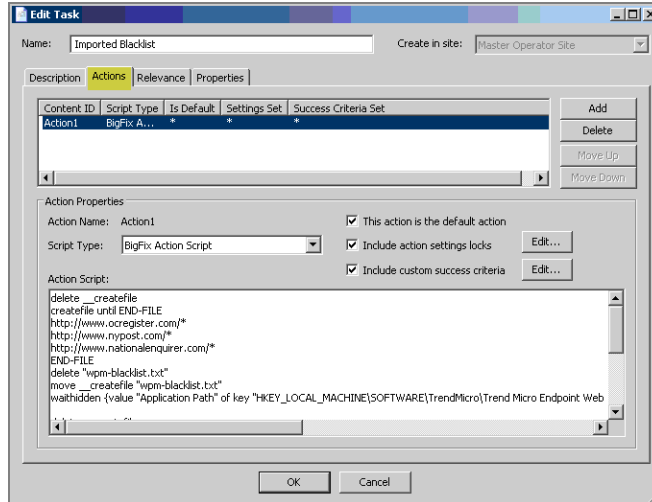 Edit Task
Name: Imported Blacklist Create in site: Master Operator Site
Description Actions Relevance Properties
Content ID Script Type Is Default Settings Set Success Criteria Set
Action1 BigFix A... * * *
Add
Delete
Move Up
Move Down
Action Properties
Action Name: Action1
Script Type: BigFix Action Script
This action is the default action
Include action settings locks Edit...
Include custom success criteria Edit...
Action Script:
delete __createfile
createfile until END-FILE
http://www.ocregister.com/*
http://www.nypost.com/*
http://www.nationalenquirer.com/*
END-FILE
delete "wpm-blacklist.txt"
move __createfile "wpm-blacklist.txt"
waithidden {value "Application Path" of key "HKEY_LOCAL_MACHINE\SOFTWARE\TrendMicro\Trend Micro Endpoint Web
OK Cancel